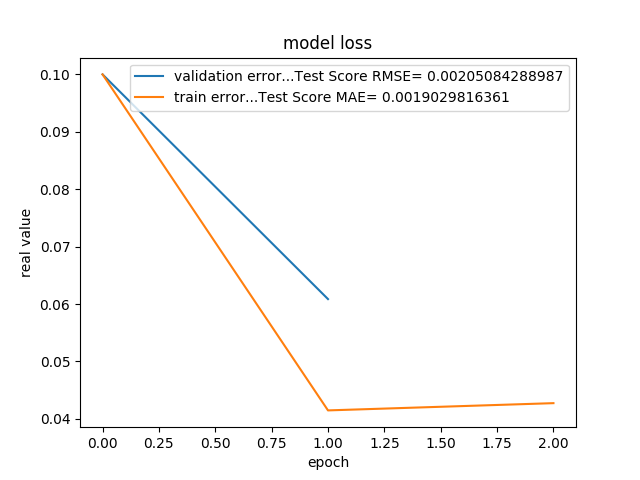 model loss
validation error...Test Score RMSE= 0.00205084288987
train error...Test Score MAE= 0.0019029816361
real value
0.10
0.09
0.08
0.07
0.06
0.05
0.04
0.00 0.25 0.50 0.75 1.00 1.25 1.50 1.75 2.00
epoch